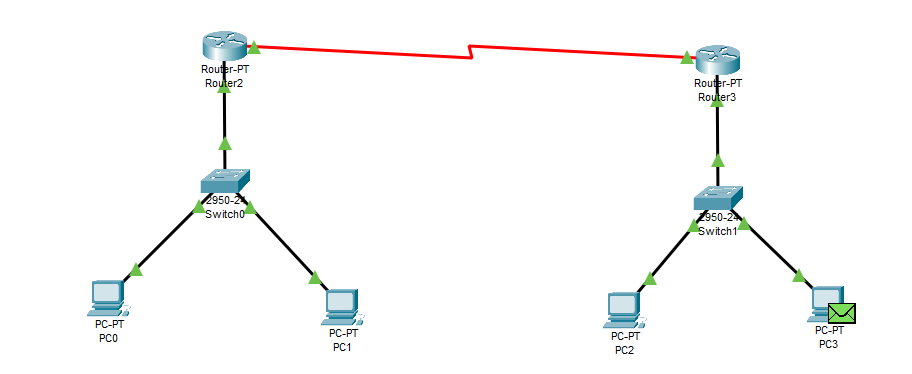 Router-PT
Router2
Router-PT
Router3
2950-24
Switch0
2950-24
Switch1
PC-PT
PC0
PC-PT
PC1
PC-PT
PC2
PC-PT
PC3